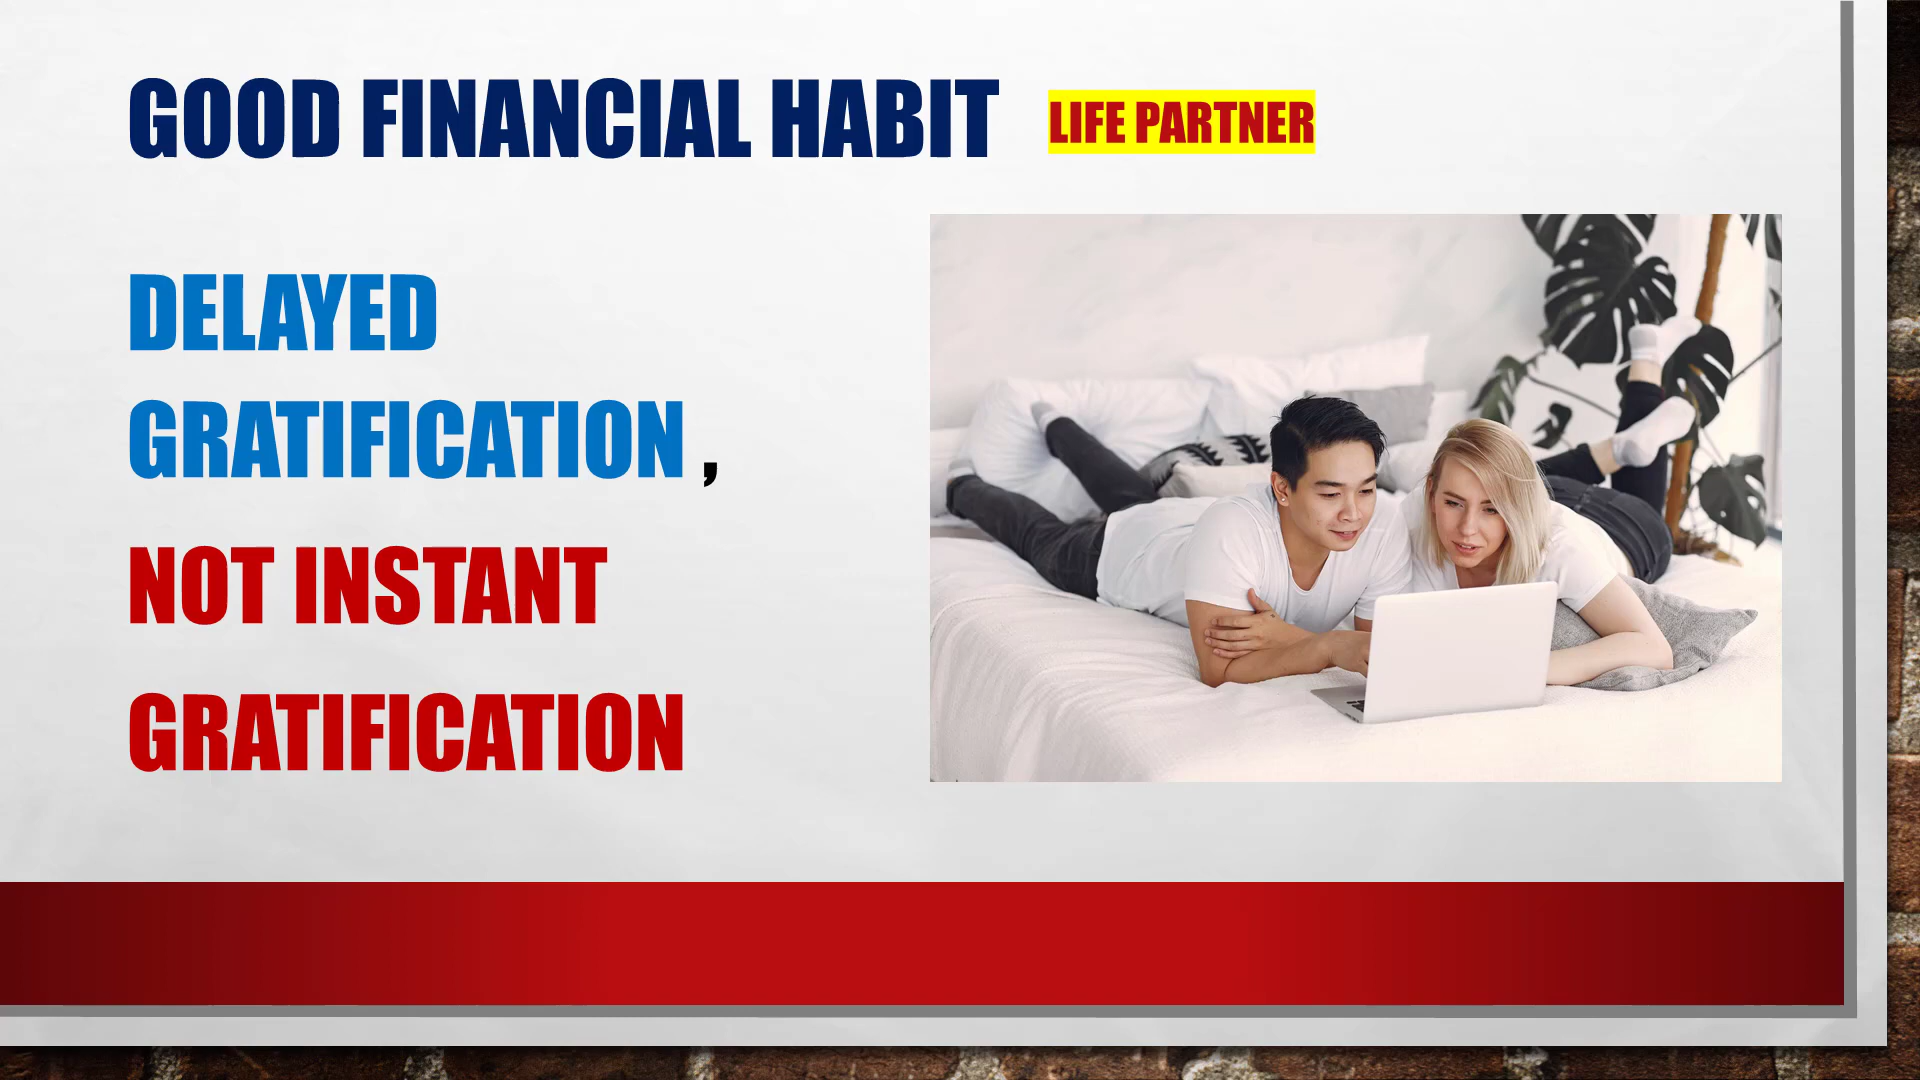 GOOD FINANCIAL HABIT LIFE PARTNER
DELAYED
GRATIFICATION ,
NOT INSTANT
GRATIFICATION